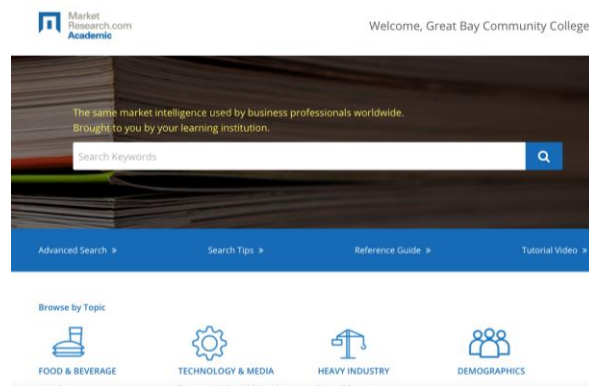 Market
Research.com
Academic
Welcome, Great Bay Community College
The same market intelligence used by business professionals worldwide.
Brought to you by your learning institution.
Search Keywords
Advanced Search »
Search Tips »
Reference Guide »
Tutorial Video »
Browse by Topic
FOOD & BEVERAGE
TECHNOLOGY & MEDIA
HEAVY INDUSTRY
DEMOGRAPHICS